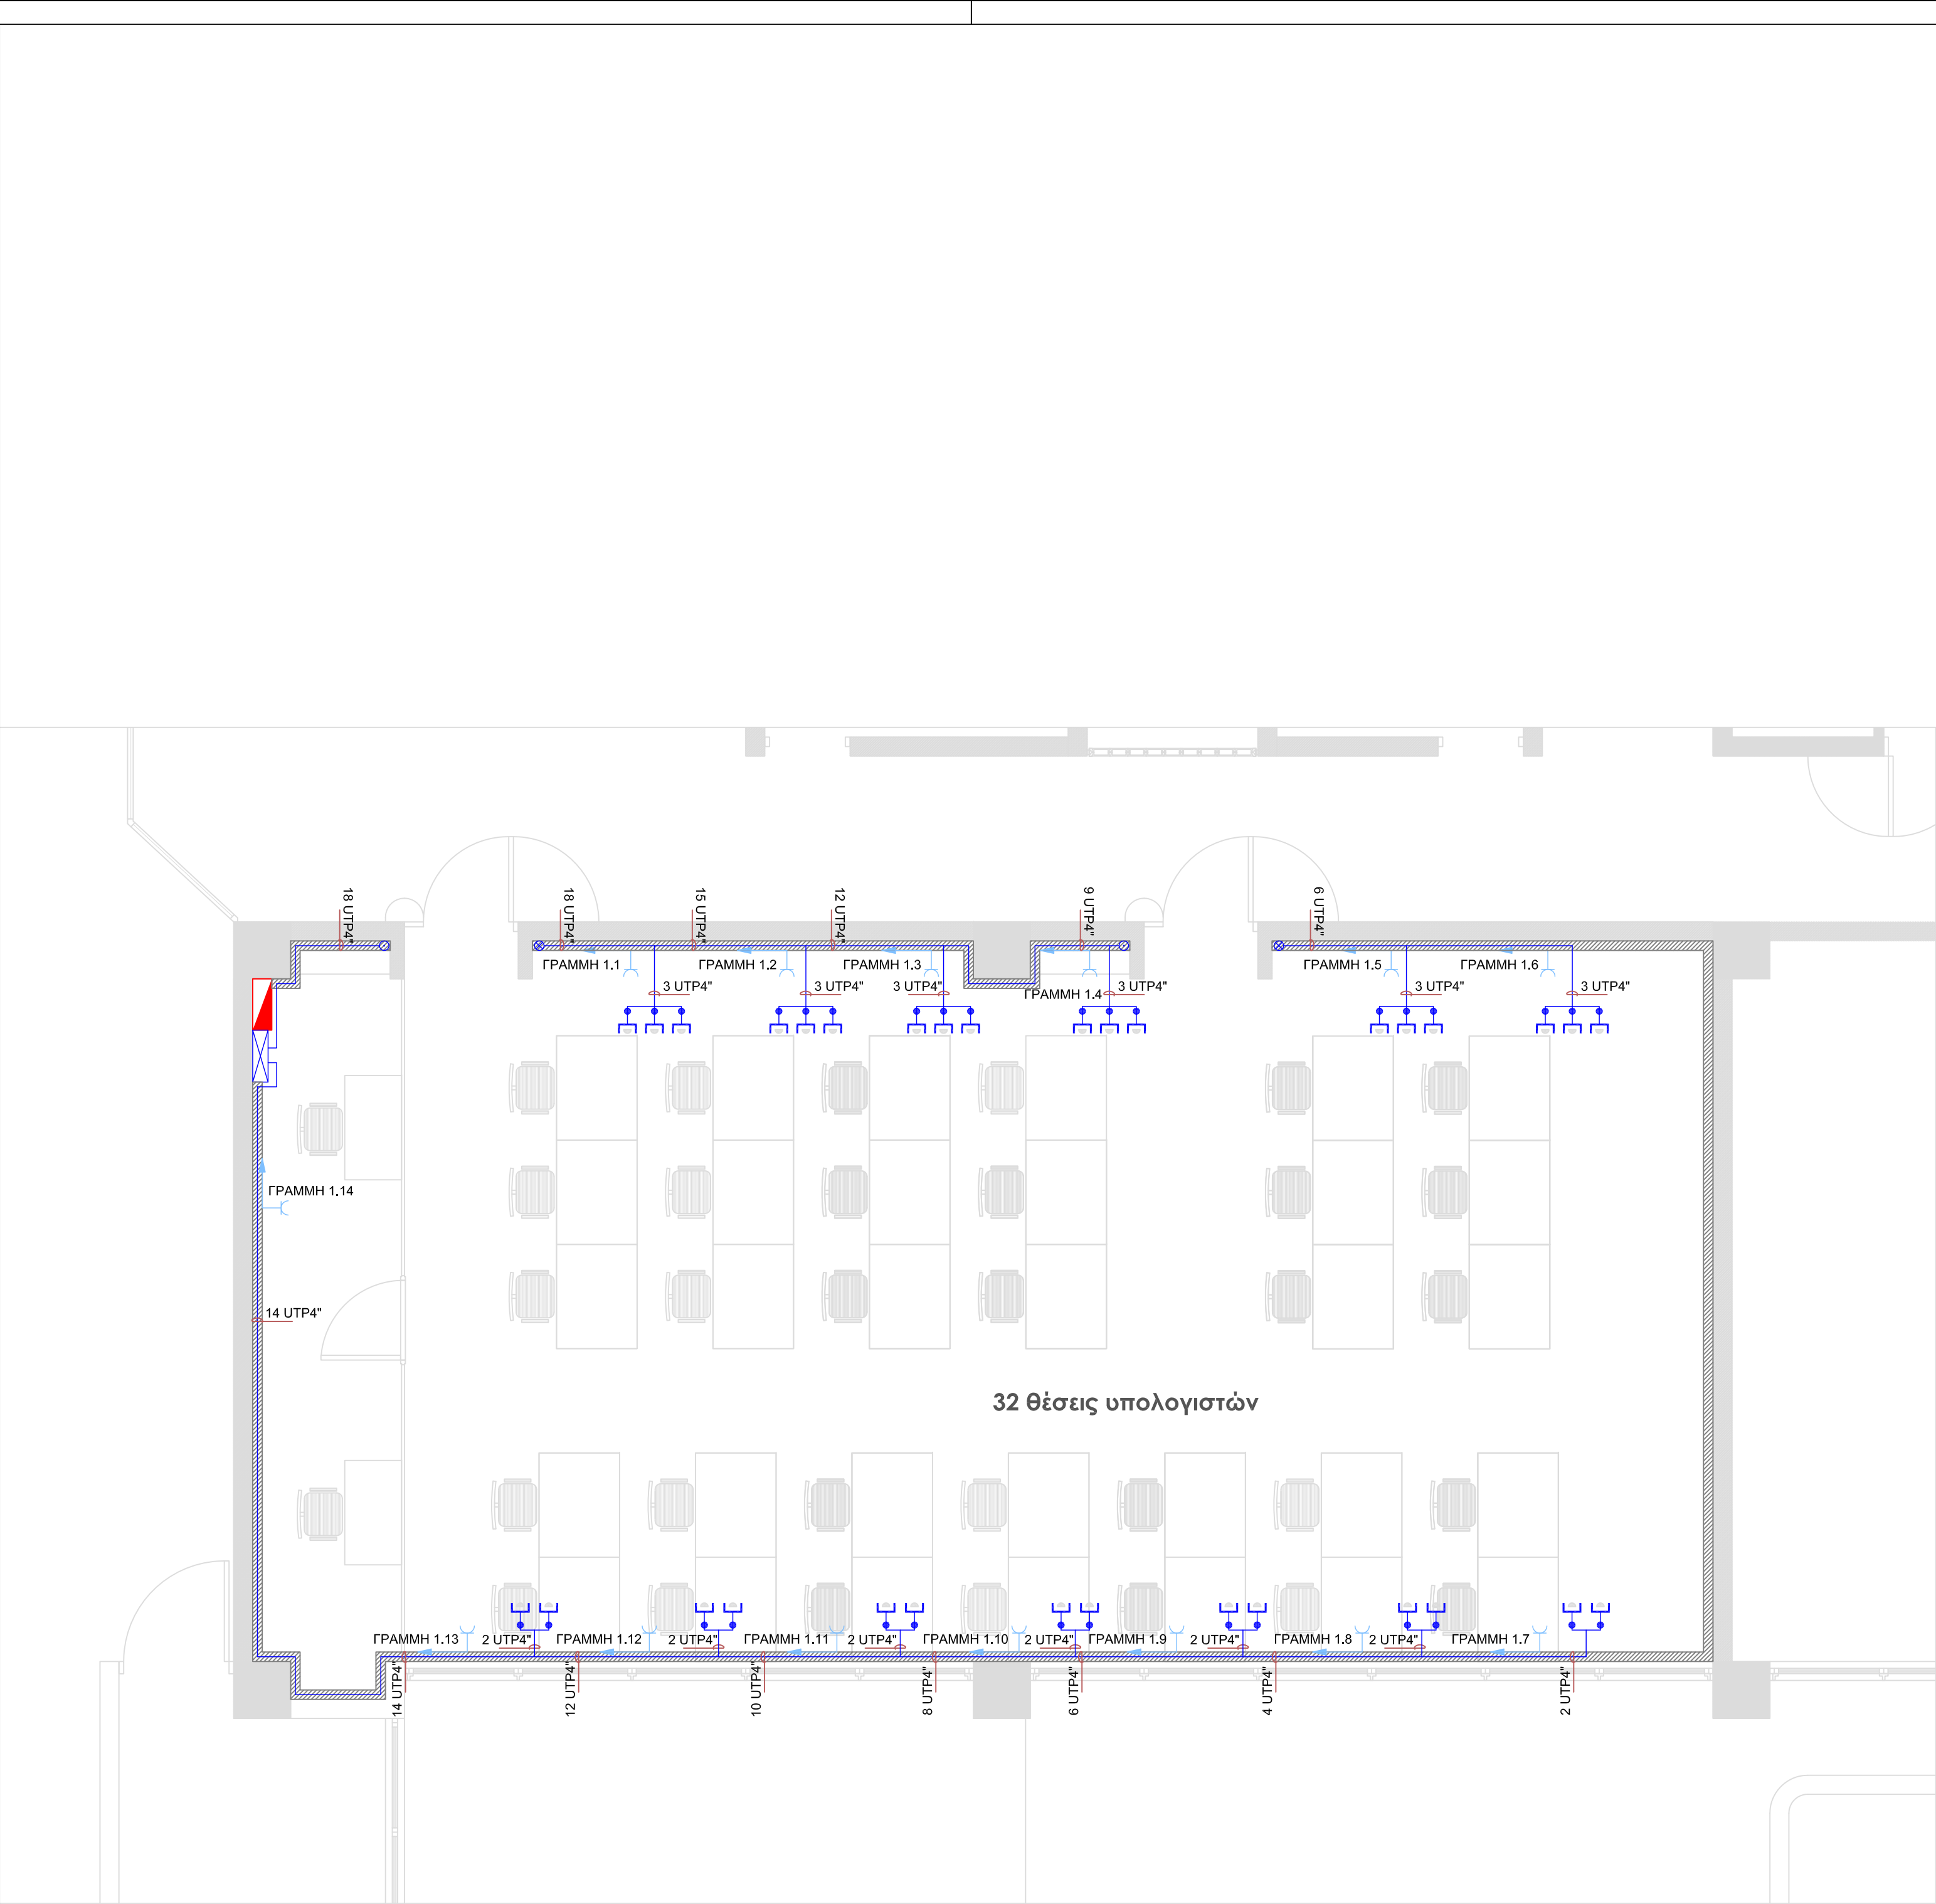 18 UTP4"
18 UTP4"
15 UTP4"
12 UTP4"
9 UTP4"
6 UTP4"
ΓΡΑΜΜΗ 1.1
ΓΡΑΜΜΗ 1.2
ΓΡΑΜΜΗ 1.3
ΓΡΑΜΜΗ 1.4
ΓΡΑΜΜΗ 1.5
ΓΡΑΜΜΗ 1.6
3 UTP4"
3 UTP4"
3 UTP4"
3 UTP4"
3 UTP4"
3 UTP4"
ΓΡΑΜΜΗ 1.14
14 UTP4"
32 θέσεις υπολογιστών
ΓΡΑΜΜΗ 1.13
2 UTP4"
ΓΡΑΜΜΗ 1.12
2 UTP4"
ΓΡΑΜΜΗ 1.11
2 UTP4"
ΓΡΑΜΜΗ 1.10
2 UTP4"
ΓΡΑΜΜΗ 1.9
2 UTP4"
ΓΡΑΜΜΗ 1.8
2 UTP4"
ΓΡΑΜΜΗ 1.7
14 UTP4"
12 UTP4"
10 UTP4"
8 UTP4"
6 UTP4"
4 UTP4"
2 UTP4"